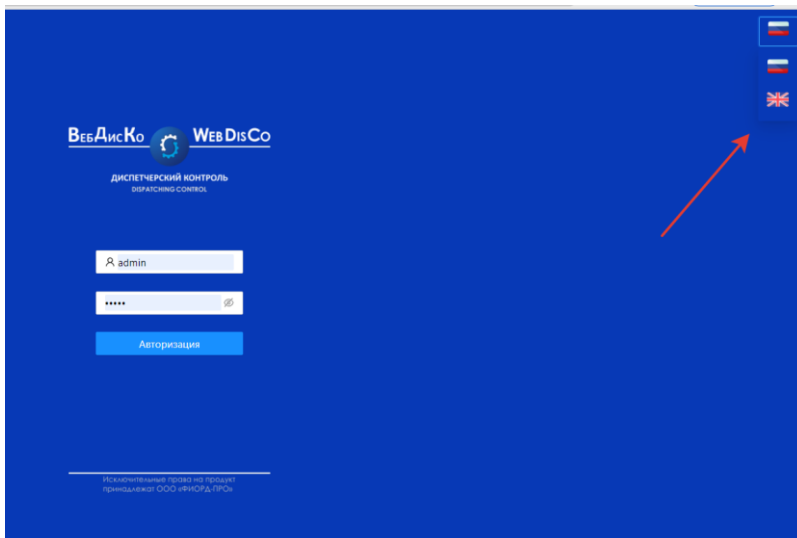 ВебДисКо WebDisCo
ДИСПЕТЧЕРСКИЙ КОНТРОЛЬ
DISPATCHING CONTROL
admin
•••••
Авторизация
Исключительные права на продукт
принадлежат ООО «ФИОРД-ПРО»